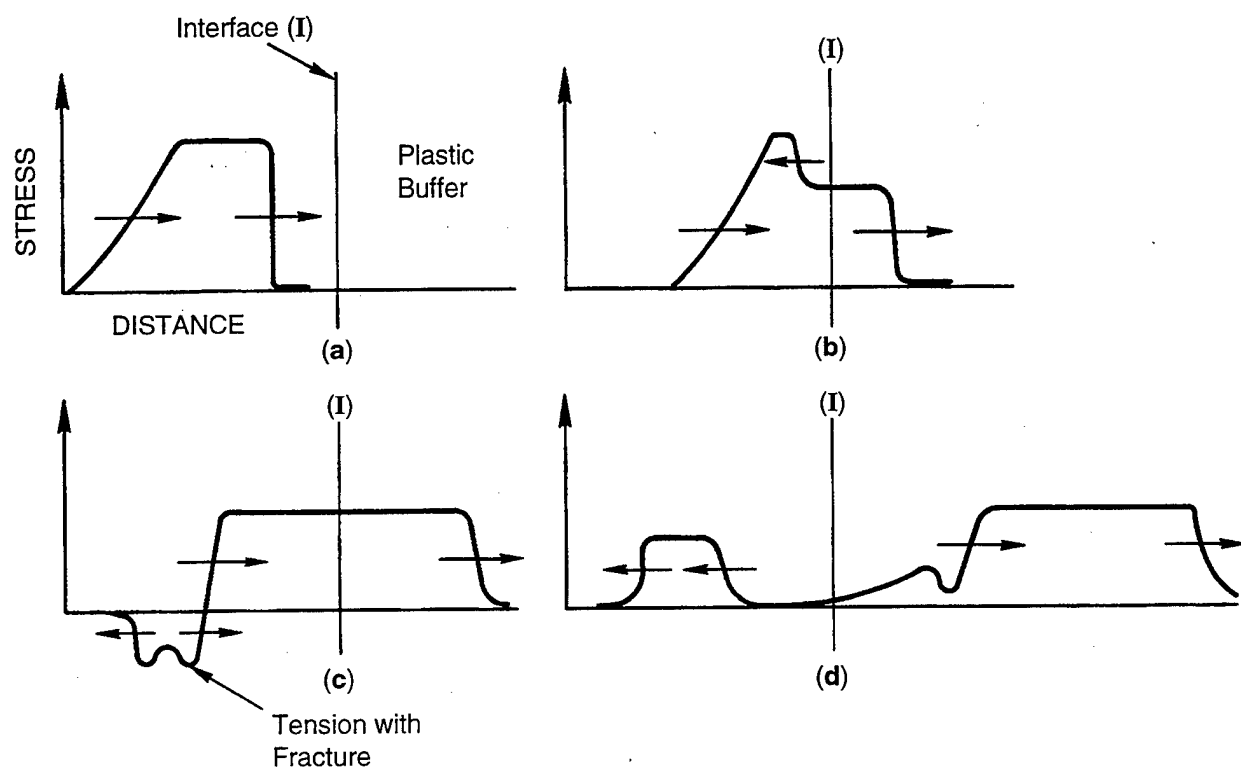 Interface (I)
STRESS
Plastic
Buffer
DISTANCE
(a)
(I)
(b)
(I)
(c)
Tension with
Fracture
(I)
(d)